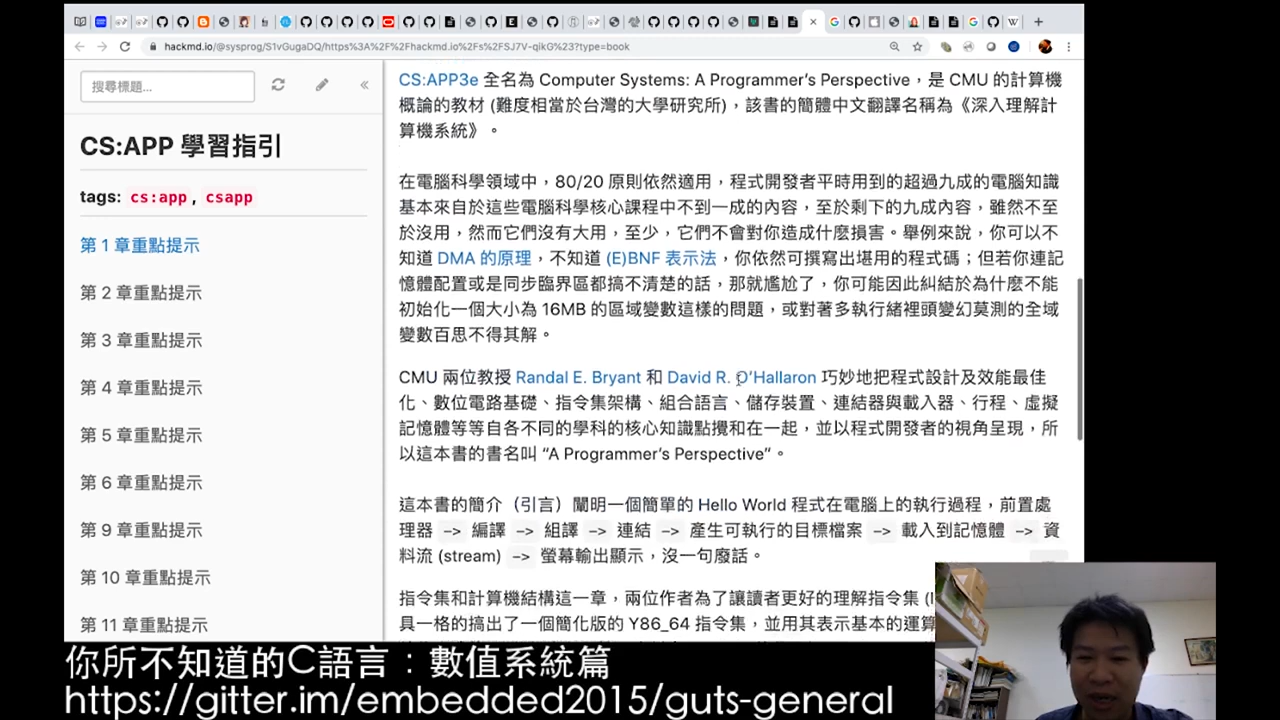 hackmd.io/@sysprog/S1vGugaDQ/https%3A%2F%2Fhackmd.io%2Fs%2FSJ7V-qikG%23?type=book
搜尋標題...
CS:APP 學習指引
tags: cs:app , csapp
第 1 章重點提示
第 2 章重點提示
第 3 章重點提示
第 4 章重點提示
第 5 章重點提示
第 6 章重點提示
第 9 章重點提示
第 10 章重點提示
第 11 章重點提示
CS:APP3e 全名為 Computer Systems: A Programmer's Perspective，是 CMU 的計算機
概論的教材 (難度相當於台灣的大學研究所)，該書的簡體中文翻譯名稱為《深入理解計
算機系統》。
在電腦科學領域中，80/20 原則依然適用，程式開發者平時用到的超過九成的電腦知識
基本來自於這些電腦科學核心課程中不到一成的內容，至於剩下的九成內容，雖然不至
於沒用，然而它們沒有大用，至少，它們不會對你造成什麼損害。舉例來說，你可以不
知道 DMA 的原理，不知道 (E)BNF 表示法，你依然可撰寫出堪用的程式碼；但若你連記
憶體配置或是同步臨界區都搞不清楚的話，那就尷尬了，你可能因此糾結於為什麼不能
初始化一個大小為 16MB 的區域變數這樣的問題，或對著多執行緒裡頭變幻莫測的全域
變數百思不得其解。
CMU 兩位教授 Randal E. Bryant 和 David R. O'Hallaron 巧妙地把程式設計及效能最佳
化、數位電路基礎、指令集架構、組合語言、儲存裝置、連結器與載入器、行程、虛擬
記憶體等等自各不同的學科的核心知識點攪和在一起，並以程式開發者的視角呈現，所
以這本書的書名叫 “A Programmer's Perspective”。
這本書的簡介（引言）闡明一個簡單的 Hello World 程式在電腦上的執行過程，前置處
理器 –> 編譯 –> 組譯 –> 連結 –> 產生可執行的目標檔案 –> 載入到記憶體 –> 資
料流 (stream) –> 螢幕輸出顯示，沒一句廢話。
指令集和計算機結構這一章，兩位作者為了讓讀者更好的理解指令集
具一格的搞出了一個簡化版的 Y86_64 指令集，並用其表示基本的運算
你所不知道的C語言：數值系統篇
https://gitter.im/embedded2015/guts-general